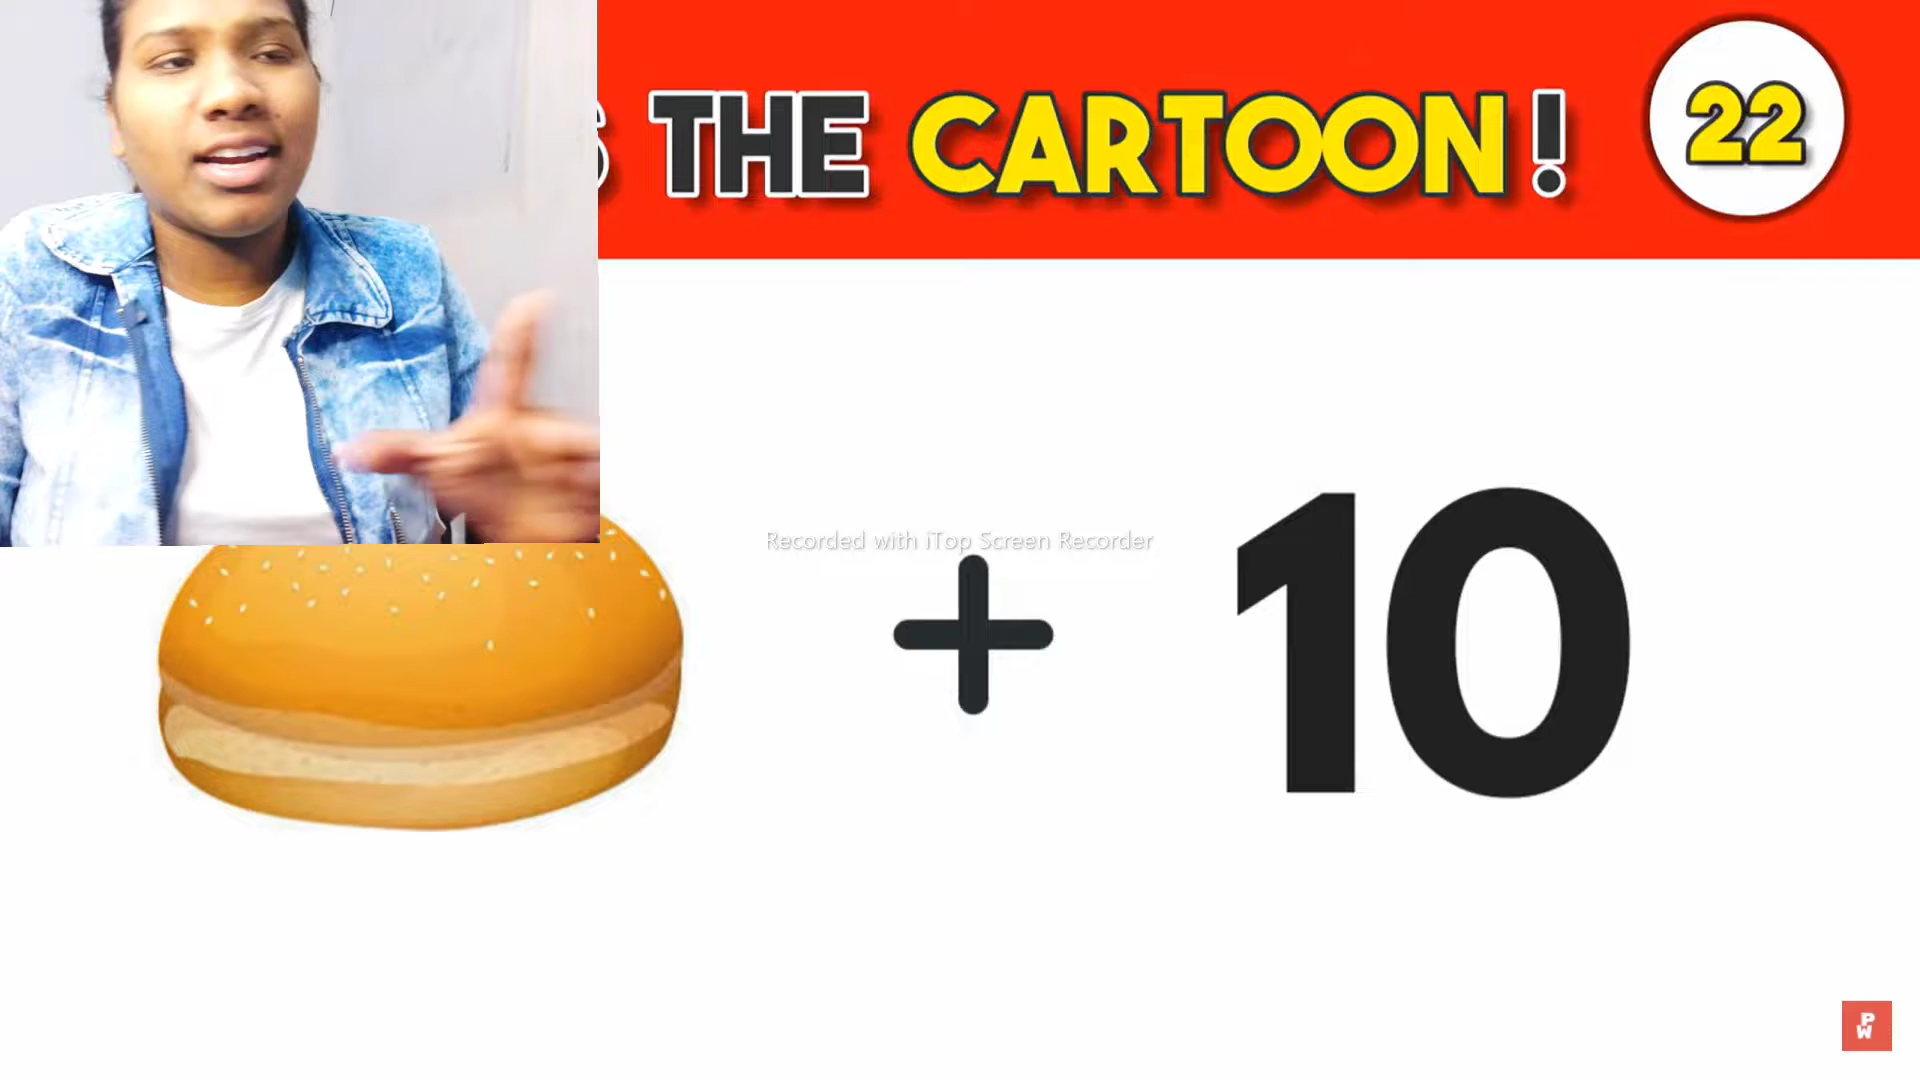 THE CARTOON!
22
Recorded with iTop Screen Recorder
+ 10
PW